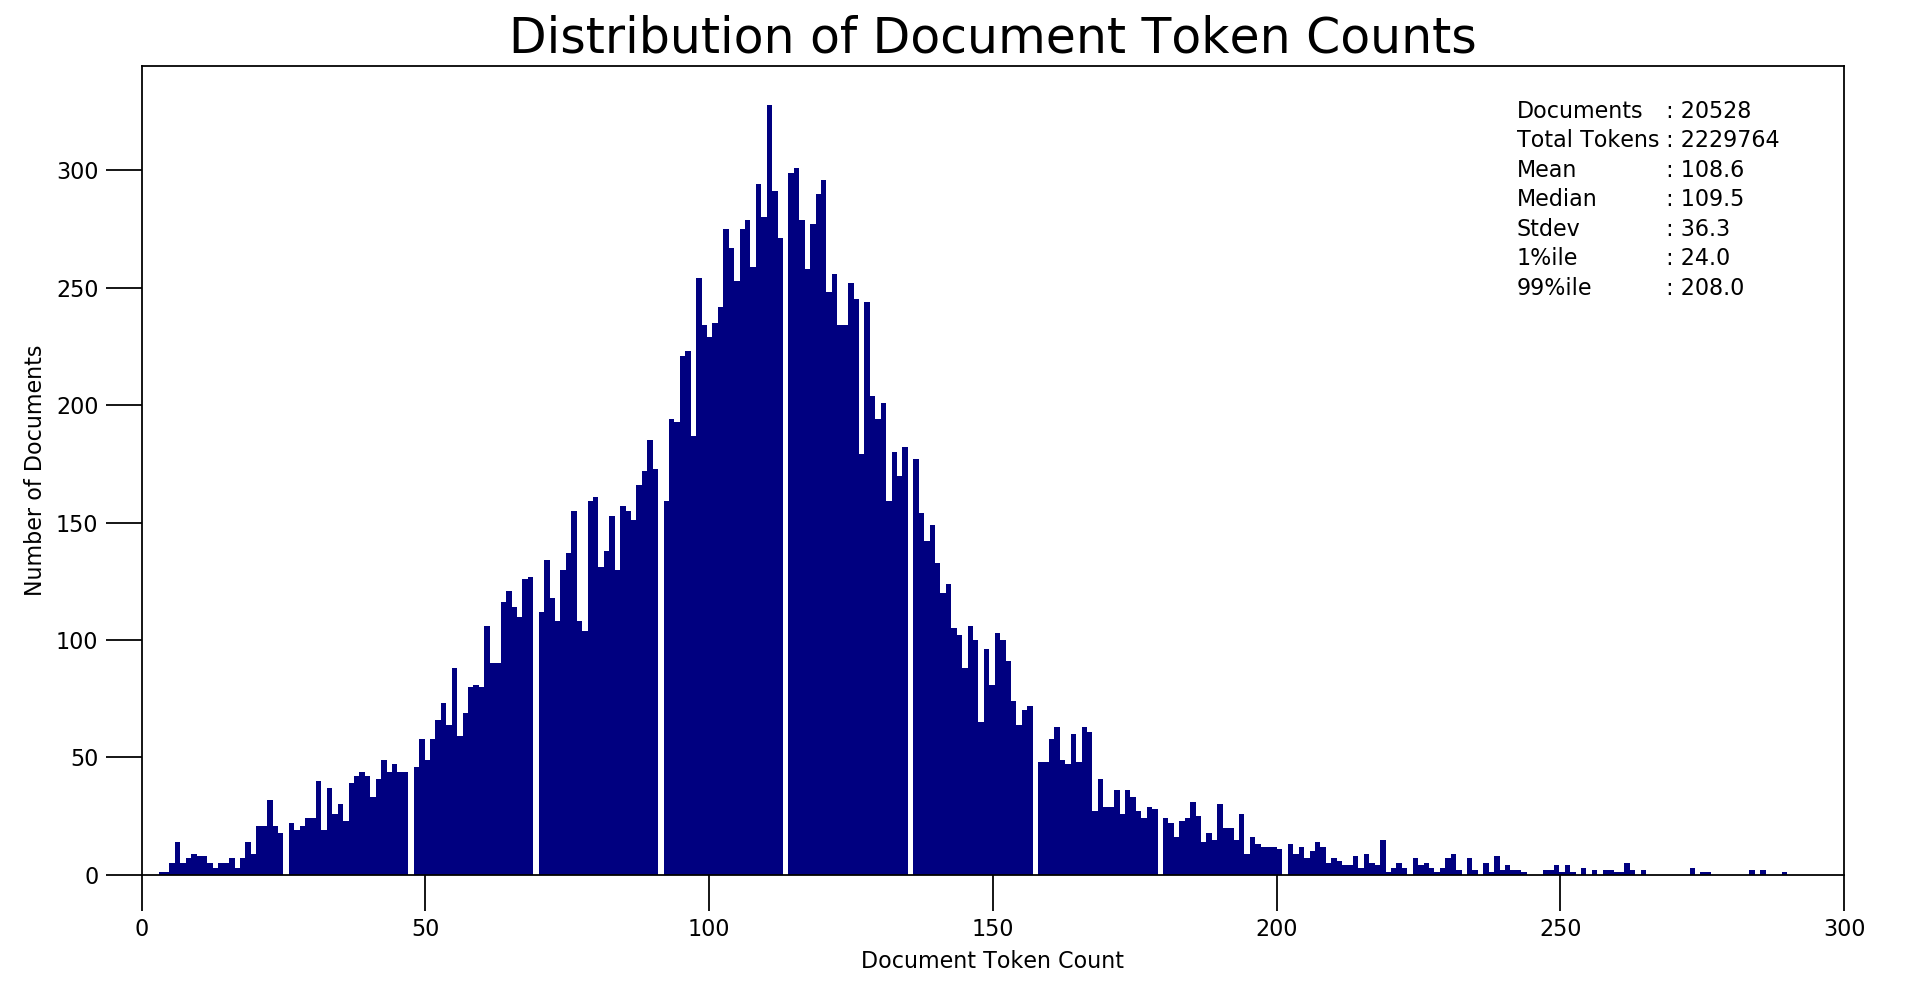 Distribution of Document Token Counts
Documents : 20528
Total Tokens : 2229764
Mean : 108.6
Median : 109.5
Stdev : 36.3
1%ile : 24.0
99%ile : 208.0
Number of Documents
300
250
200
150
100
50
0
0 50 100 150 200 250 300
Document Token Count